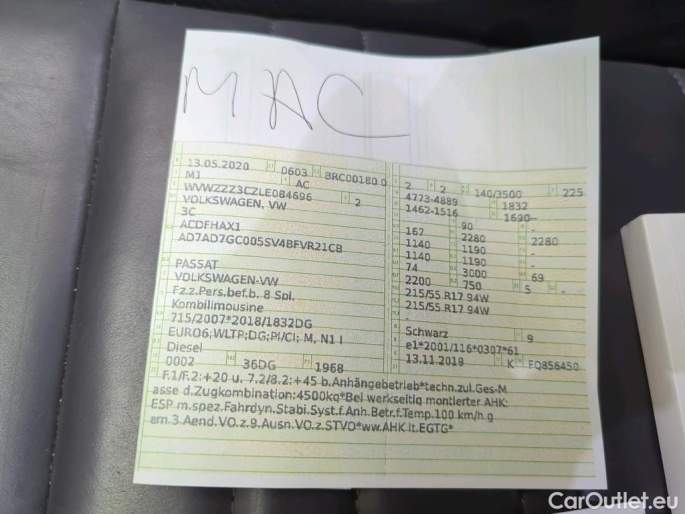 MAC
13.05.2020 0603 BRC00180 0
M1 AC
WVWZZZ3CZLE084696 2
VOLKSWAGEN, VW
3C
ACDFHAX1
AD7AD7GC005SV4BFVR21CB
PASSAT
VOLKSWAGEN-VW
Fz.z.Pers.bef.b. 8 Spl.
Kombilimousine
715/2007*2018/1832DG
EURO6;WLTP;DG;PI/CI; M, N1 I
Diesel
0002 36DG 1968
2 2 140/3500 225
4773-4889 1832
1462-1516 1690--
90 -
167 2280 2280
1140 1190 -
1140 1190 -
74 3000 69
2200 750 5 -
215/55 R17 94W
215/55 R17 94W
-
Schwarz 9
e1*2001/116*0307*61
13.11.2019 K FQ856450
F.1/F.2:+20 u. 7.2/8.2:+45 b.Anhängebetrieb*techn.zul.Ges-M
asse d.Zugkombination:4500kg*Bei werkseitig montierter AHK:
ESP m.spez.Fahrdyn.Stabi.Syst.f.Anh.Betr.f.Temp.100 km/h g
em.3.Aend.VO.z.9.Ausn.VO.z.STVO*ww.AHK lt.EGTG*
CarOutlet.eu